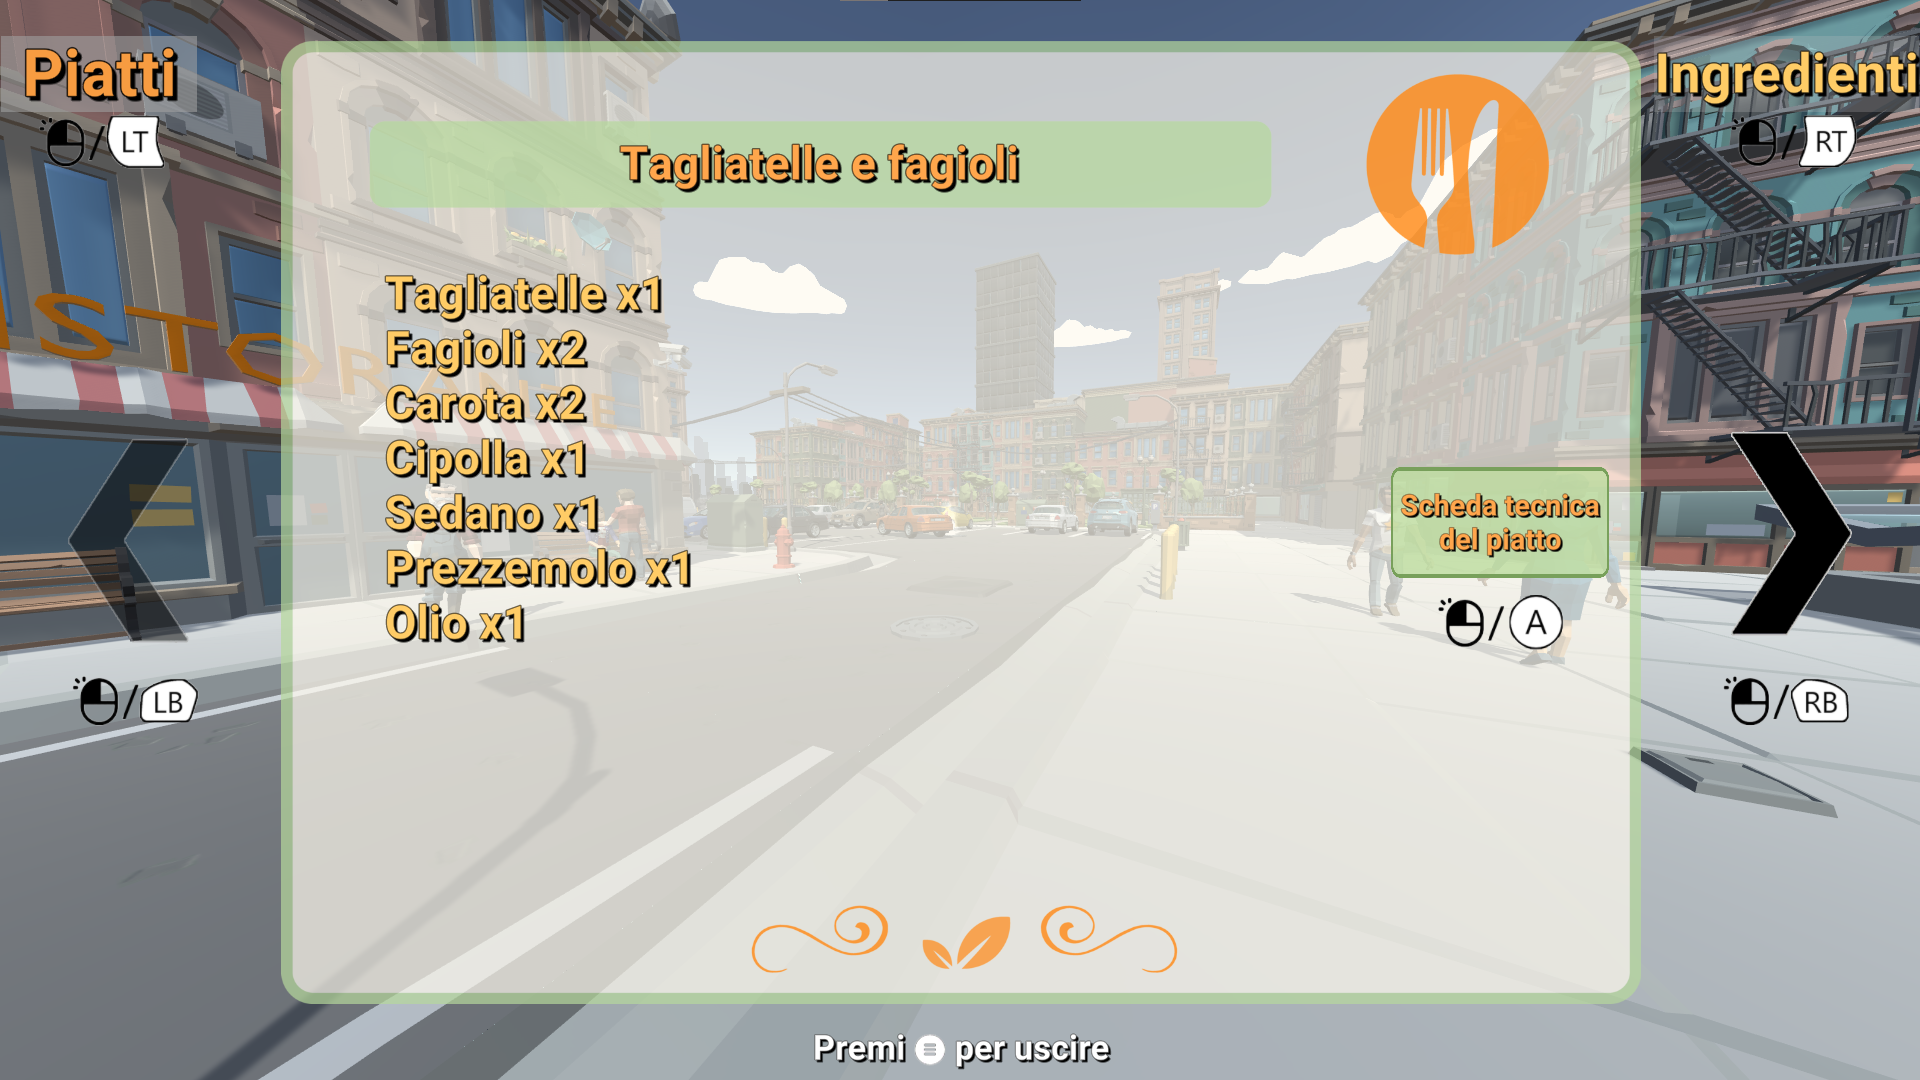 Piatti
Ingredienti
LT
RT
Tagliatelle e fagioli
Tagliatelle x1
Fagioli x2
Carota x2
Cipolla x1
Sedano x1
Prezzemolo x1
Olio x1
Scheda tecnica
del piatto
A
LB
RB
STORANTE
Premi per uscire